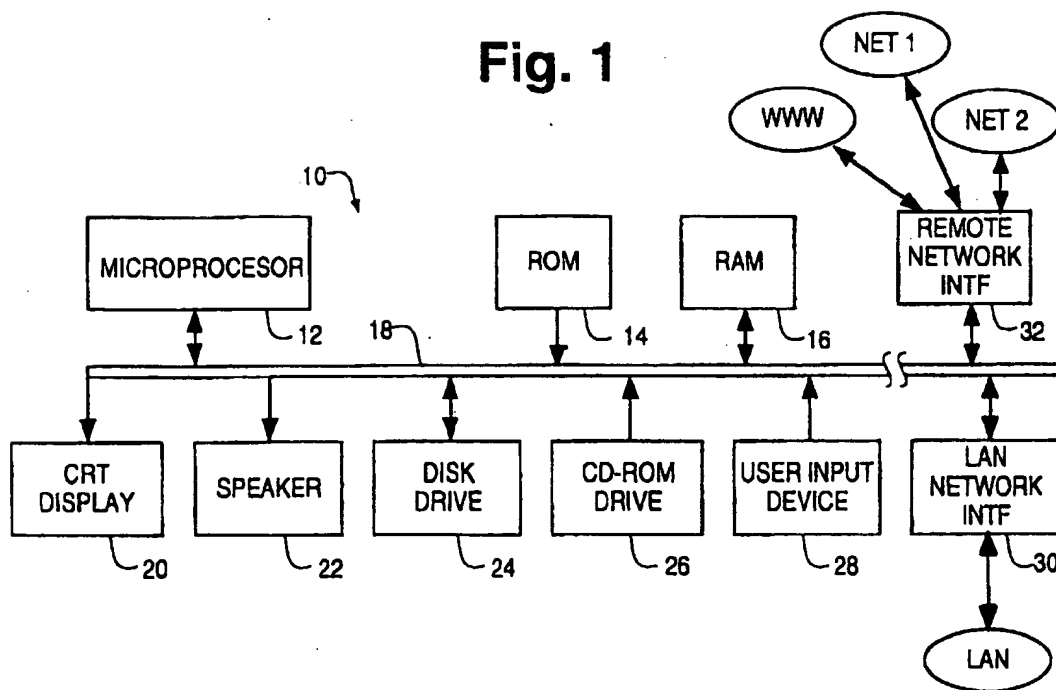 Fig. 1
NET 1
WWW
NET 2
10
MICROPROCESOR
ROM
RAM
REMOTE
NETWORK
INTF
12
18
14
16
32
CRT
DISPLAY
SPEAKER
DISK
DRIVE
CD-ROM
DRIVE
USER INPUT
DEVICE
LAN
NETWORK
INTF
20
22
24
26
28
30
LAN